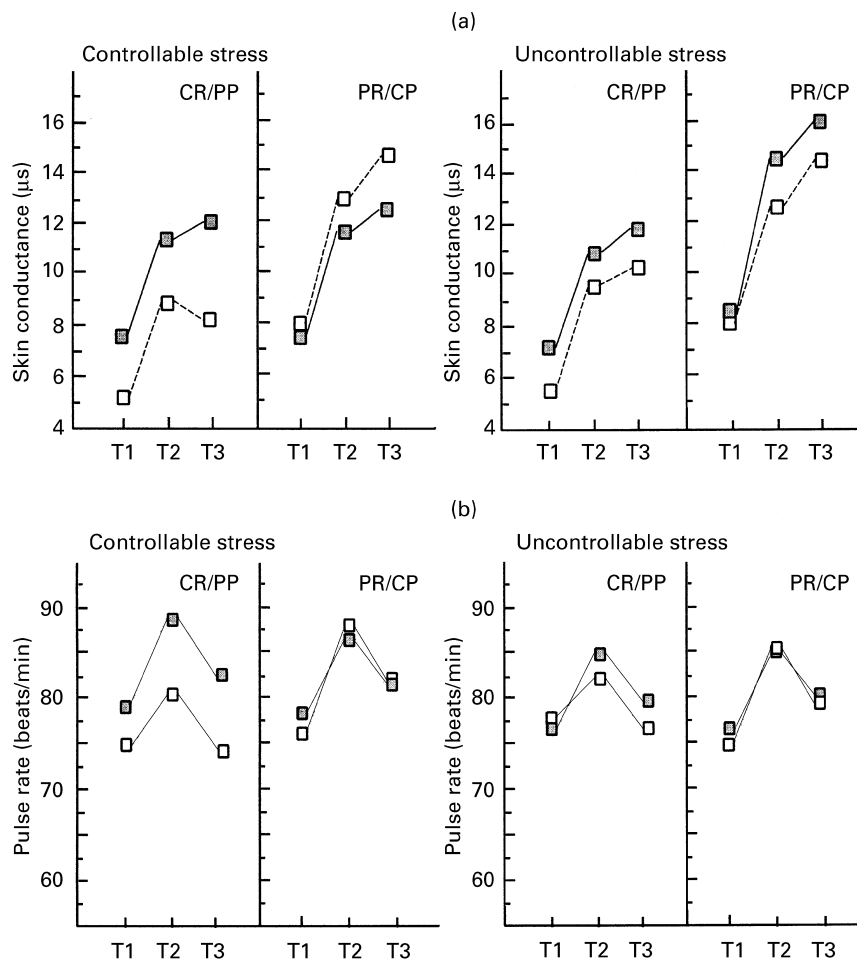 (a)
Controllable stress
Uncontrollable stress
CR/PP
PR/CP
CR/PP
PR/CP
Skin conductance (μs)
16
14
12
10
8
6
4
T1 T2 T3
T1 T2 T3
Skin conductance (μs)
16
14
12
10
8
6
4
T1 T2 T3
T1 T2 T3
(b)
Controllable stress
Uncontrollable stress
CR/PP
PR/CP
CR/PP
PR/CP
Pulse rate (beats/min)
90
80
70
60
T1 T2 T3
T1 T2 T3
Pulse rate (beats/min)
90
80
70
60
T1 T2 T3
T1 T2 T3